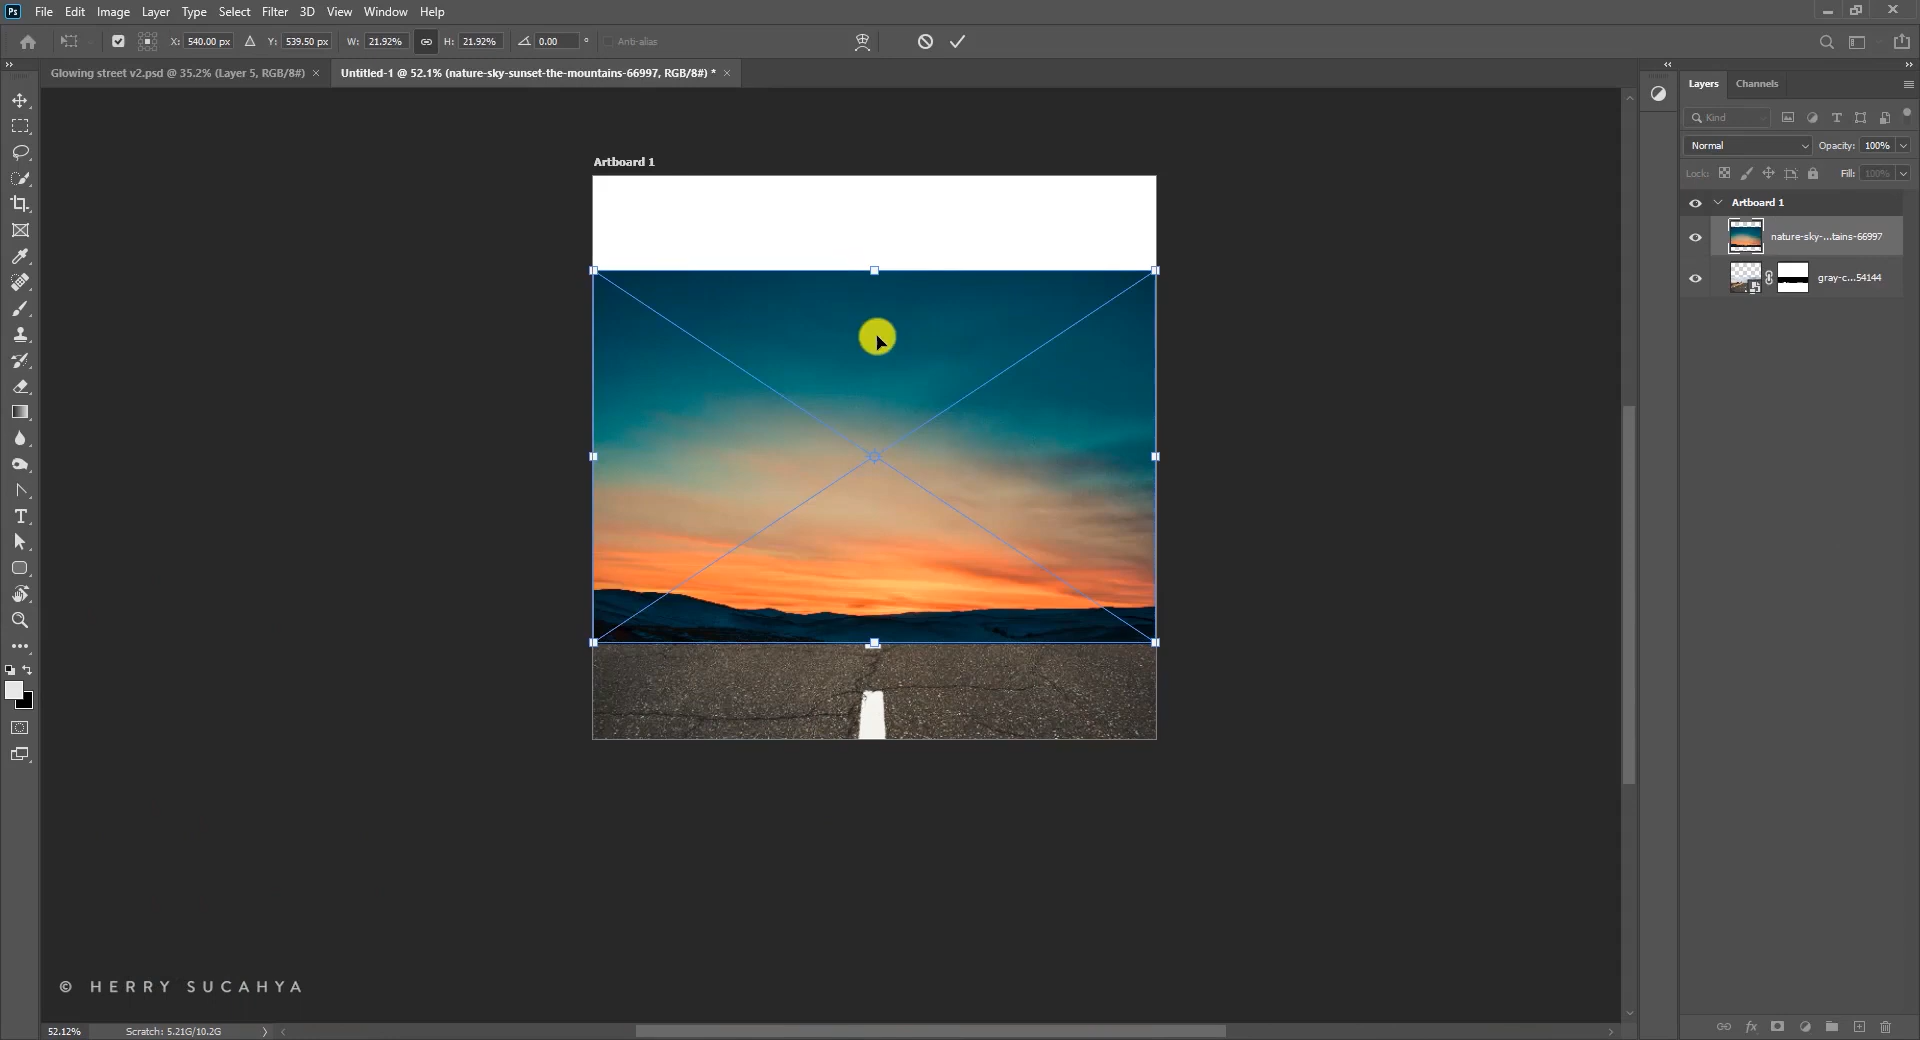 Ps File Edit Image Layer Type Select Filter 3D View Window Help
X: 540.00 px Y: 539.50 px W: 21.92% H: 21.92% 0.00 ° Anti-alias
Glowing street v2.psd @ 35.2% (Layer 5, RGB/8#) × Untitled-1 @ 52.1% (nature-sky-sunset-the-mountains-66997, RGB/8#) * ×
Layers Channels
Kind
Normal Opacity: 100%
Lock: Fill: 100%
Artboard 1
Artboard 1
nature-sky-...tains-66997
gray-c...54144
© HERRY SUCAHYA
52.12% Scratch: 5.21G/10.2G